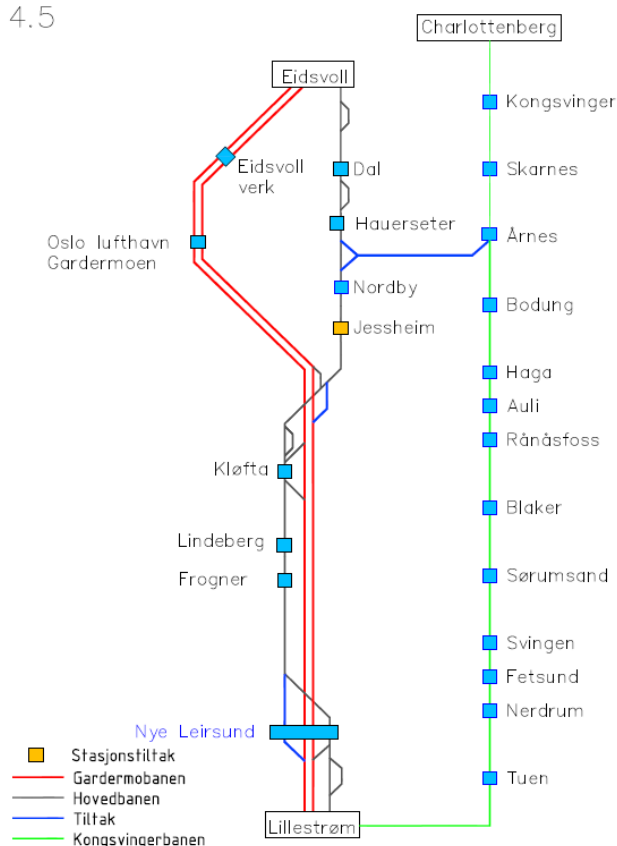 4.5
Charlottenberg
Eidsvoll
Kongsvinger
Eidsvoll
verk
Dal
Skarnes
Hauerseter
Årnes
Oslo lufthavn
Gardermoen
Nordby
Bodung
Jessheim
Haga
Auli
Rånåsfoss
Kløfta
Blaker
Lindeberg
Frogner
Sørumsand
Svingen
Fetsund
Nerdrum
Nye Leirsund
Tuen
Stasjonstiltak
Gardermobanen
Hovedbanen
Tiltak
Kongsvingerbanen
Lillestrøm